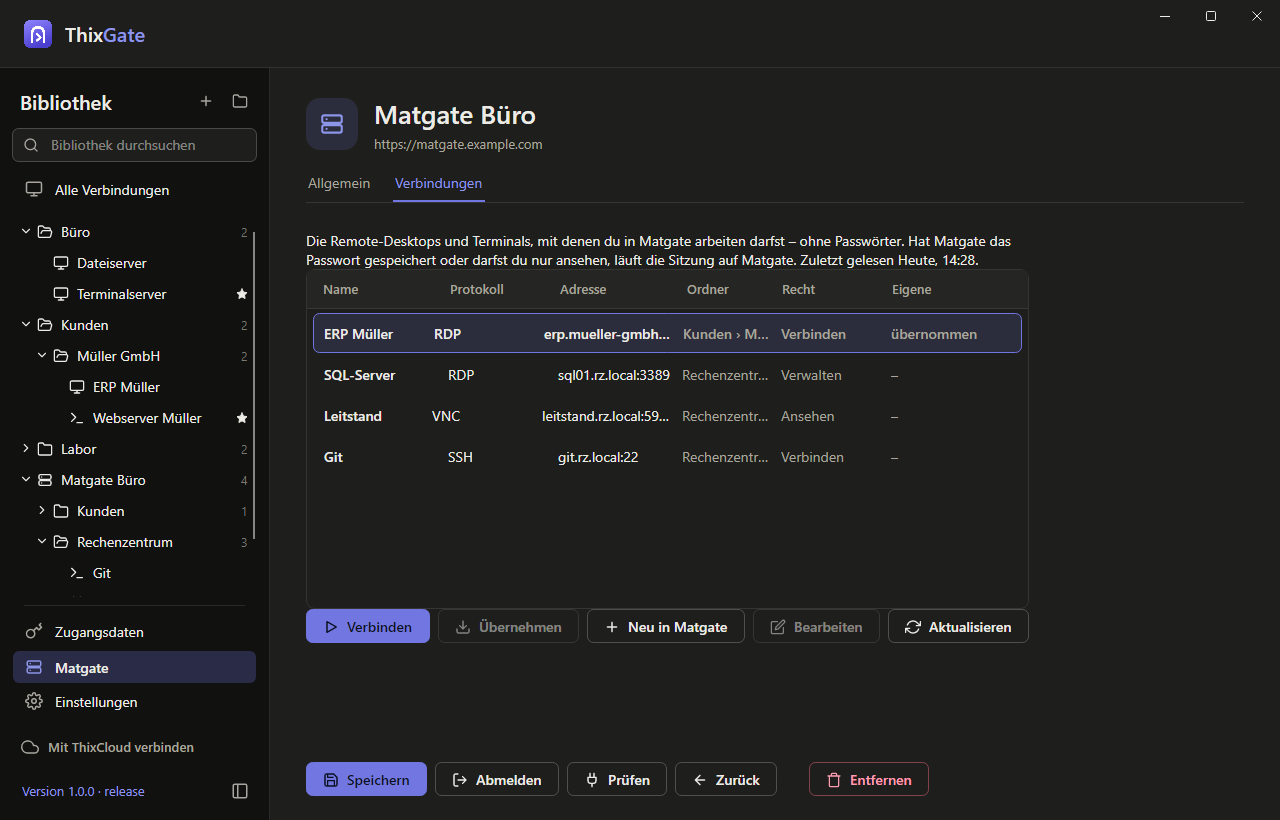 ThixGate
Bibliothek
Bibliothek durchsuchen
Alle Verbindungen
Büro 2
Dateiserver
Terminalserver
Kunden 2
Müller GmbH 2
ERP Müller
Webserver Müller
Labor 2
Matgate Büro 4
Kunden 1
Rechenzentrum 3
Git
Zugangsdaten
Matgate
Einstellungen
Mit ThixCloud verbinden
Version 1.0.0 · release
Matgate Büro
https://matgate.example.com
Allgemein Verbindungen
Die Remote-Desktops und Terminals, mit denen du in Matgate arbeiten darfst – ohne Passwörter. Hat Matgate das
Passwort gespeichert oder darfst du nur ansehen, läuft die Sitzung auf Matgate. Zuletzt gelesen Heute, 14:28.
Name Protokoll Adresse Ordner Recht Eigene
ERP Müller RDP erp.mueller-gmbh... Kunden › M... Verbinden übernommen
SQL-Server RDP sql01.rz.local:3389 Rechenzentr... Verwalten –
Leitstand VNC leitstand.rz.local:59... Rechenzentr... Ansehen –
Git SSH git.rz.local:22 Rechenzentr... Verbinden –
Verbinden Übernehmen Neu in Matgate Bearbeiten Aktualisieren
Speichern Abmelden Prüfen Zurück Entfernen